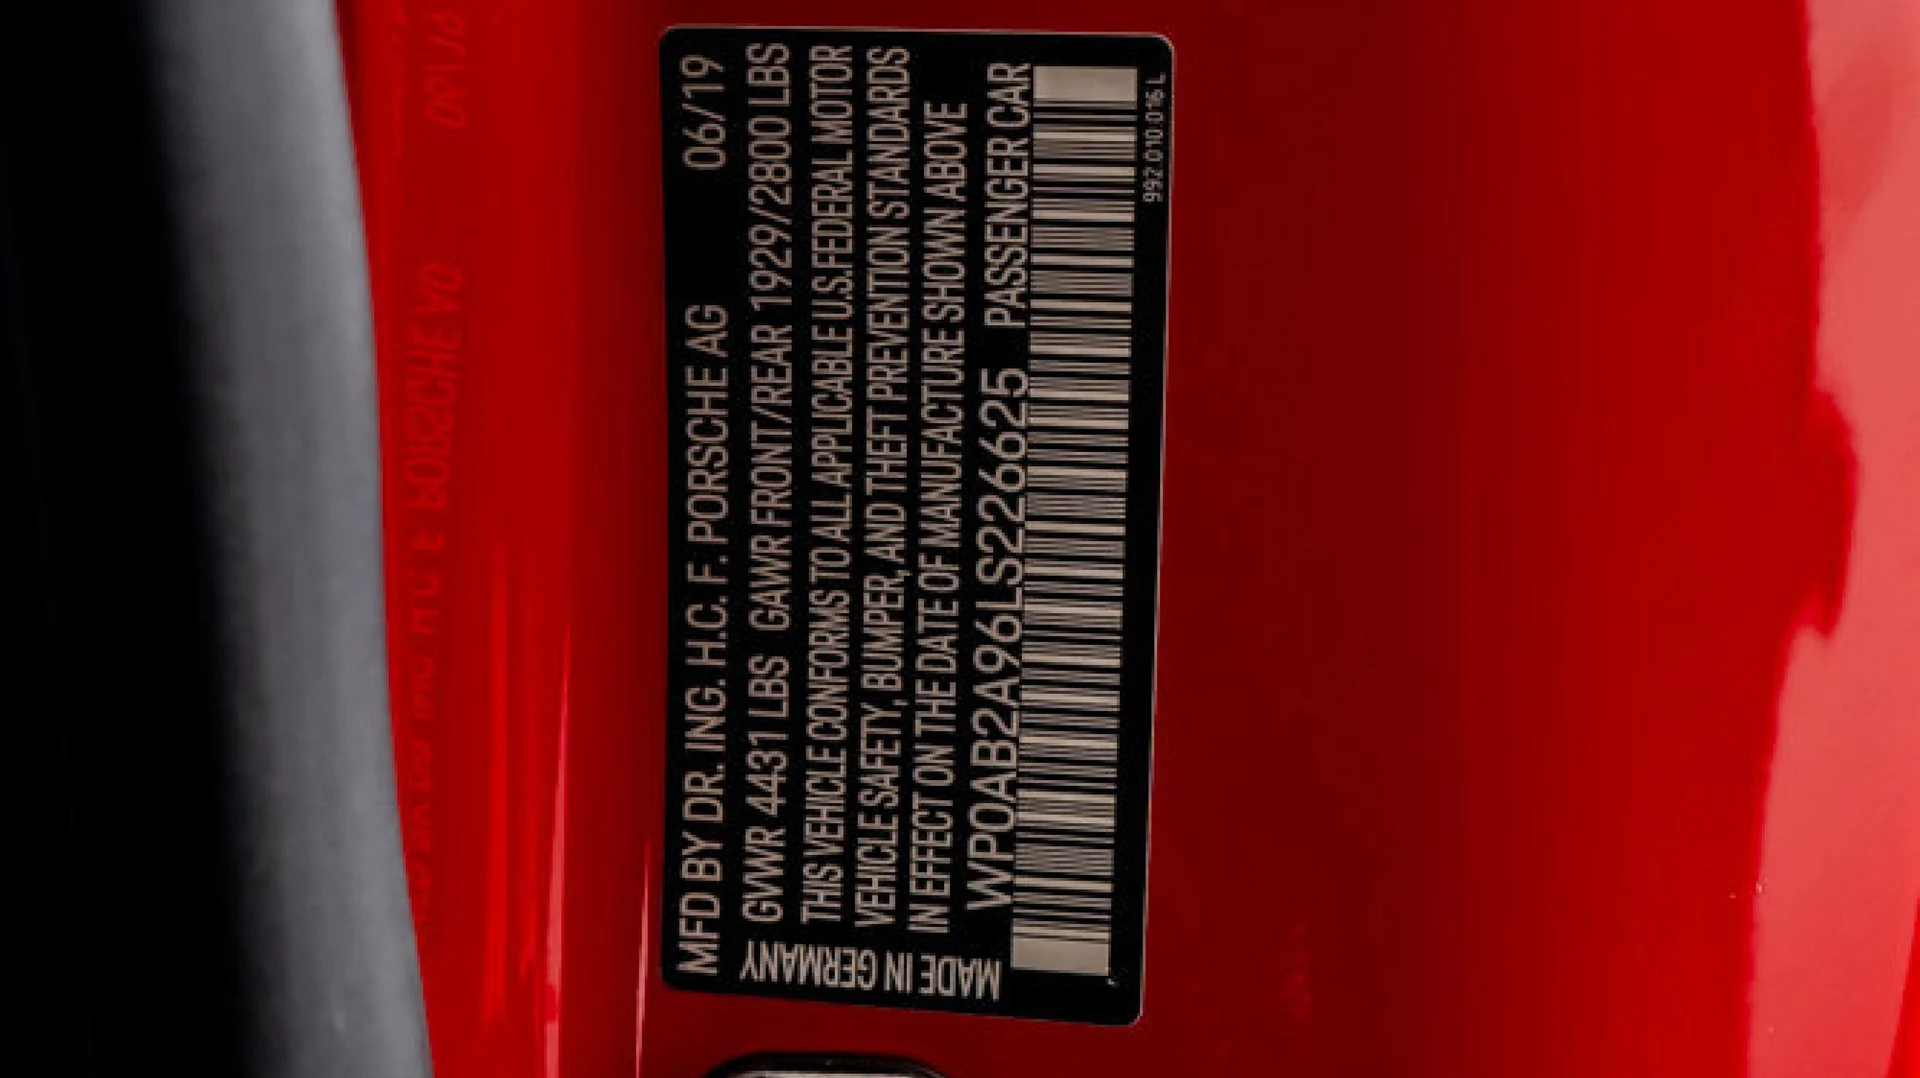 MFD BY DR. ING. H.C. F. PORSCHE AG 06/19
GVWR 4431 LBS GAWR FRONT/REAR 1929/2800 LBS
THIS VEHICLE CONFORMS TO ALL APPLICABLE U.S. FEDERAL MOTOR
VEHICLE SAFETY, BUMPER, AND THEFT PREVENTION STANDARDS
IN EFFECT ON THE DATE OF MANUFACTURE SHOWN ABOVE
WP0AB2A96LS226625 PASSENGER CAR
992.010.016 L
MADE IN GERMANY